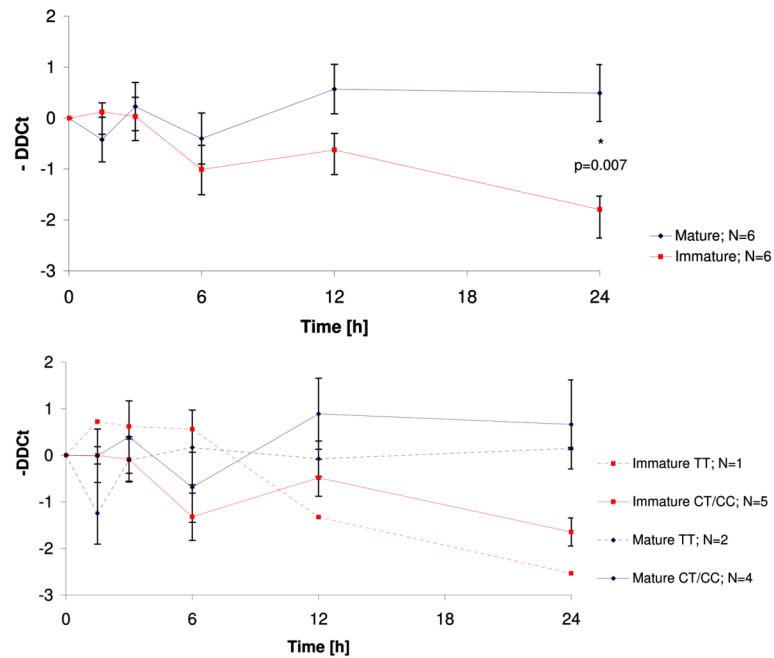 2
1
0
-1
-2
-3
- DDCt
*
p=0.007
0
6
12
18
24
Time [h]
Mature; N=6
Immature; N=6
2
1
0
-1
-2
-3
-DDCt
0
6
12
18
24
Time [h]
Immature TT; N=1
Immature CT/CC; N=5
Mature TT; N=2
Mature CT/CC; N=4